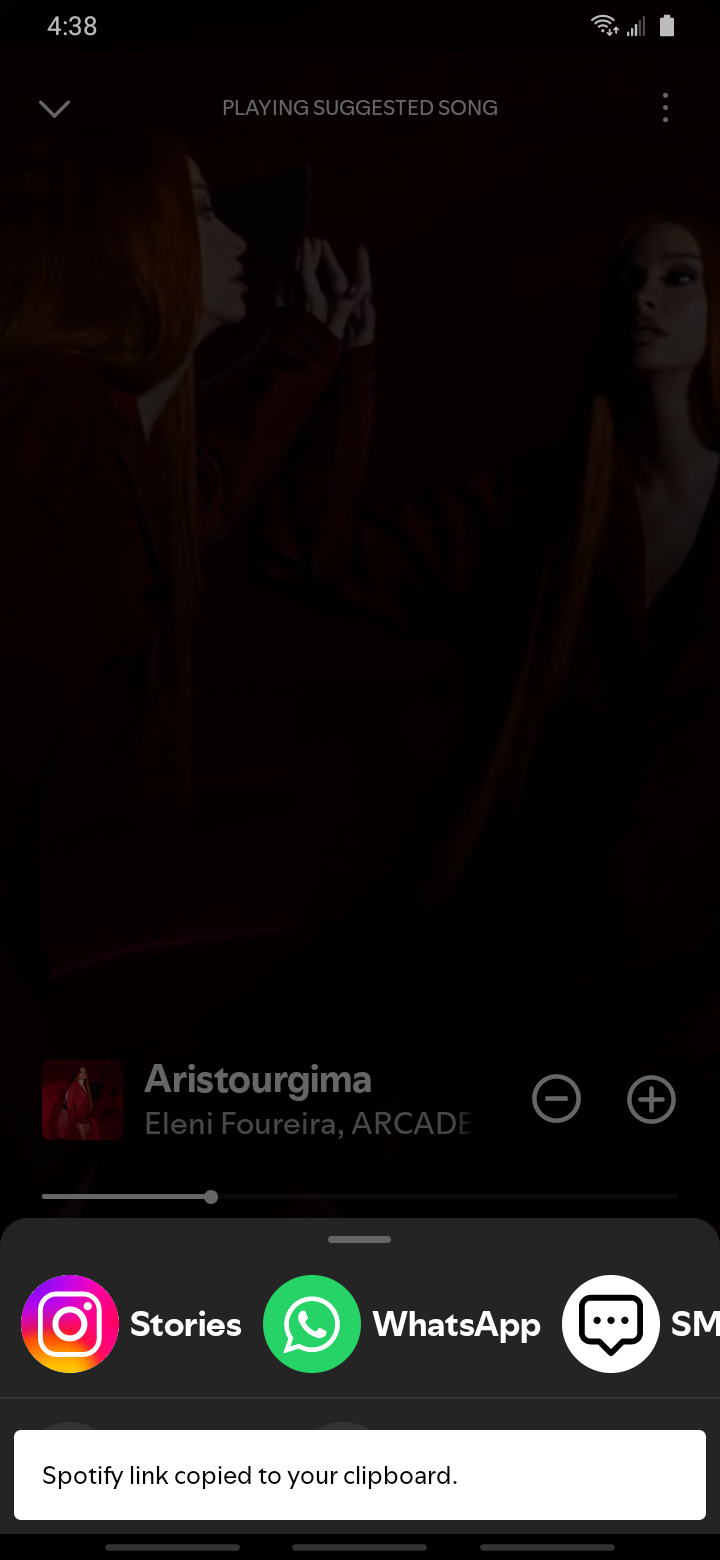 4:38
PLAYING SUGGESTED SONG
Aristourgima
Eleni Foureira, ARCADE
Stories
WhatsApp
SM
Spotify link copied to your clipboard.